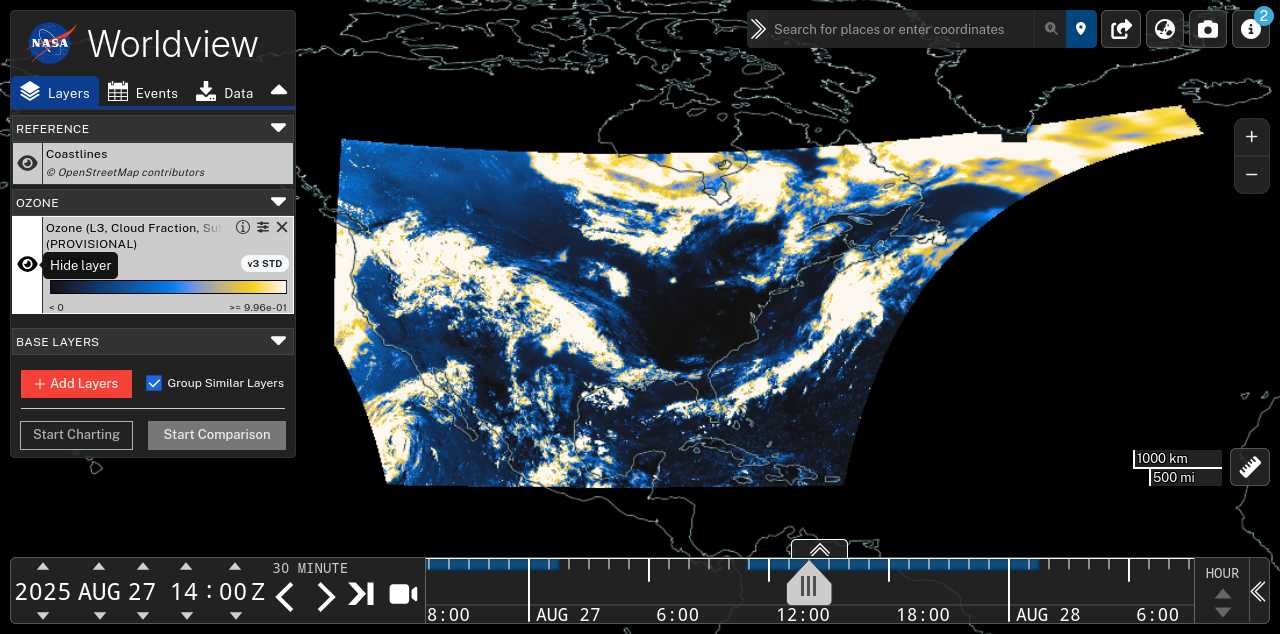 NASA
Worldview
Layers
Events
Data
REFERENCE
Coastlines
© OpenStreetMap contributors
OZONE
Ozone (L3, Cloud Fraction, Su
(PROVISIONAL)
Hide layer
v3 STD
< 0
>= 9.96e-01
BASE LAYERS
+ Add Layers
Group Similar Layers
Start Charting
Start Comparison
Search for places or enter coordinates
2
+
−
1000 km
500 mi
2025 AUG 27 14 : 00 Z
30 MINUTE
8:00
AUG 27
6:00
12:00
18:00
AUG 28
6:00
HOUR